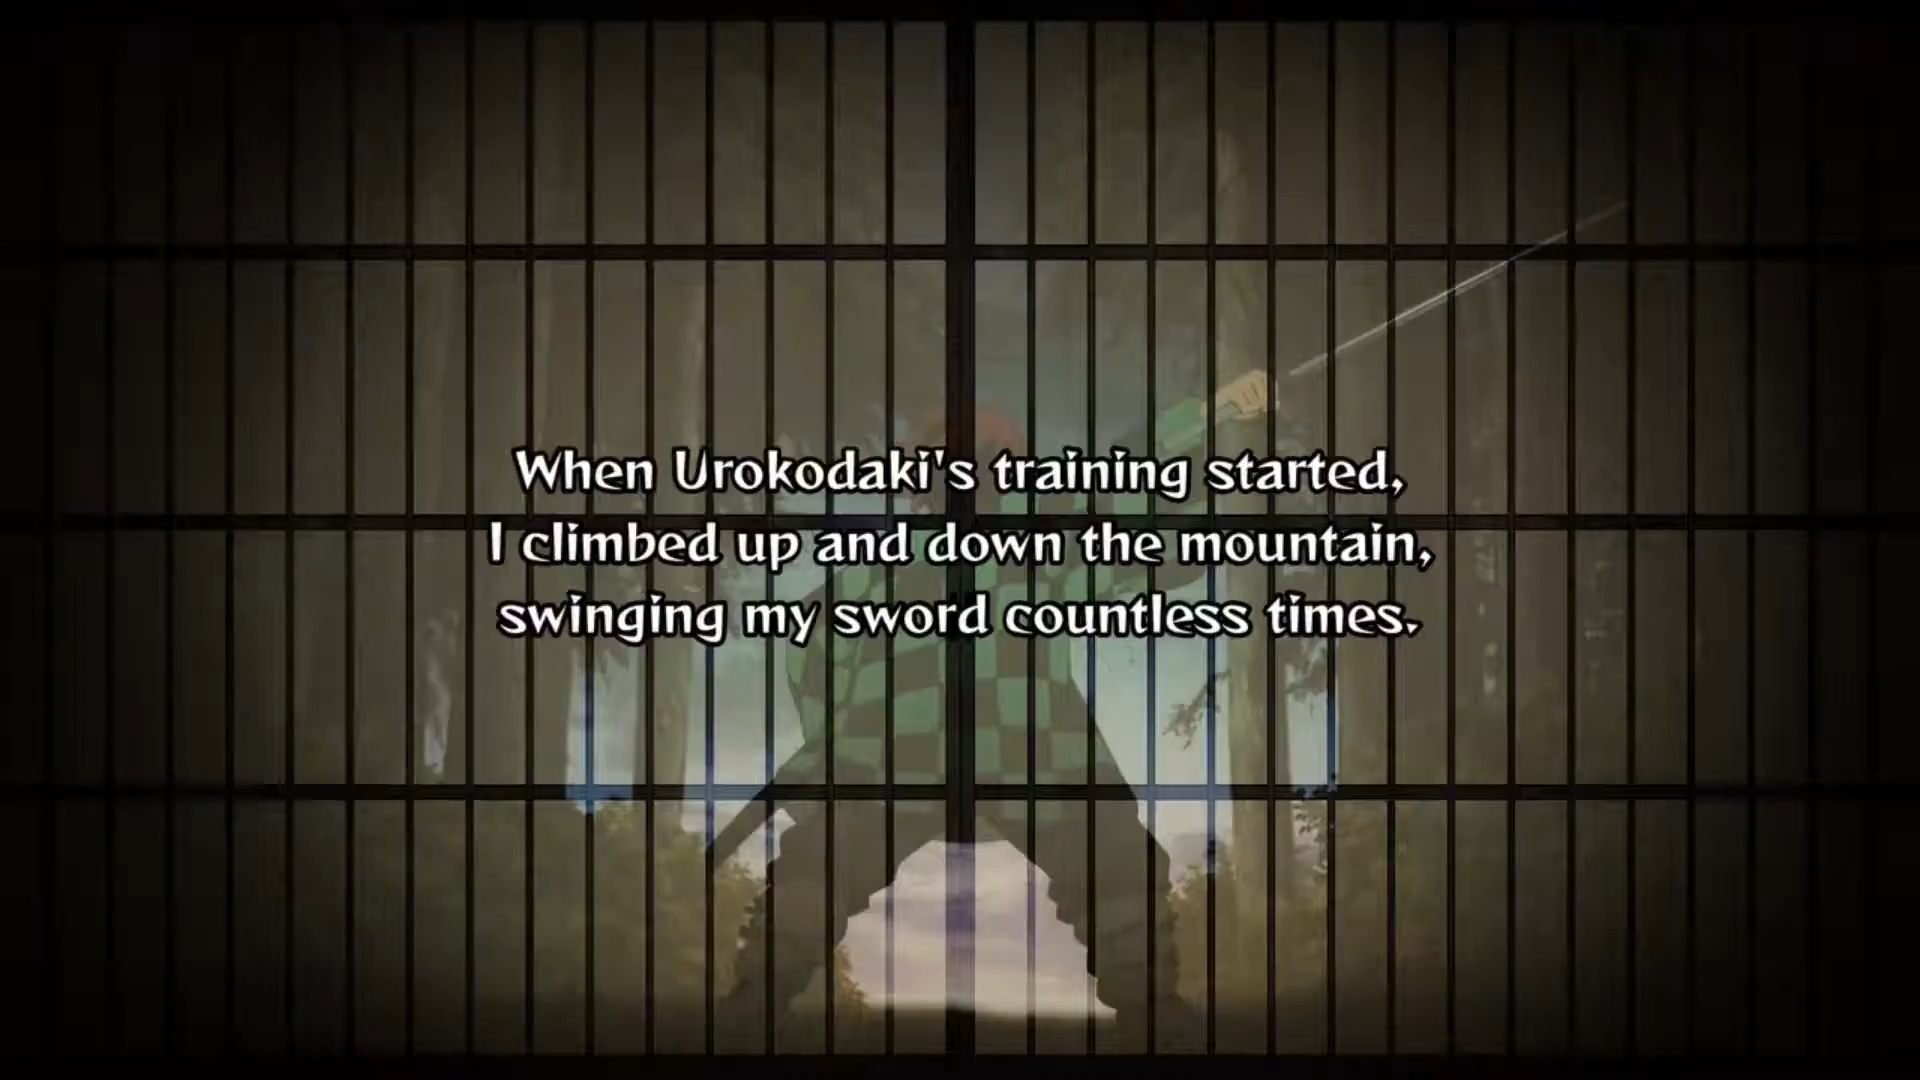 When Urokodaki's training started,
I climbed up and down the mountain,
swinging my sword countless times.